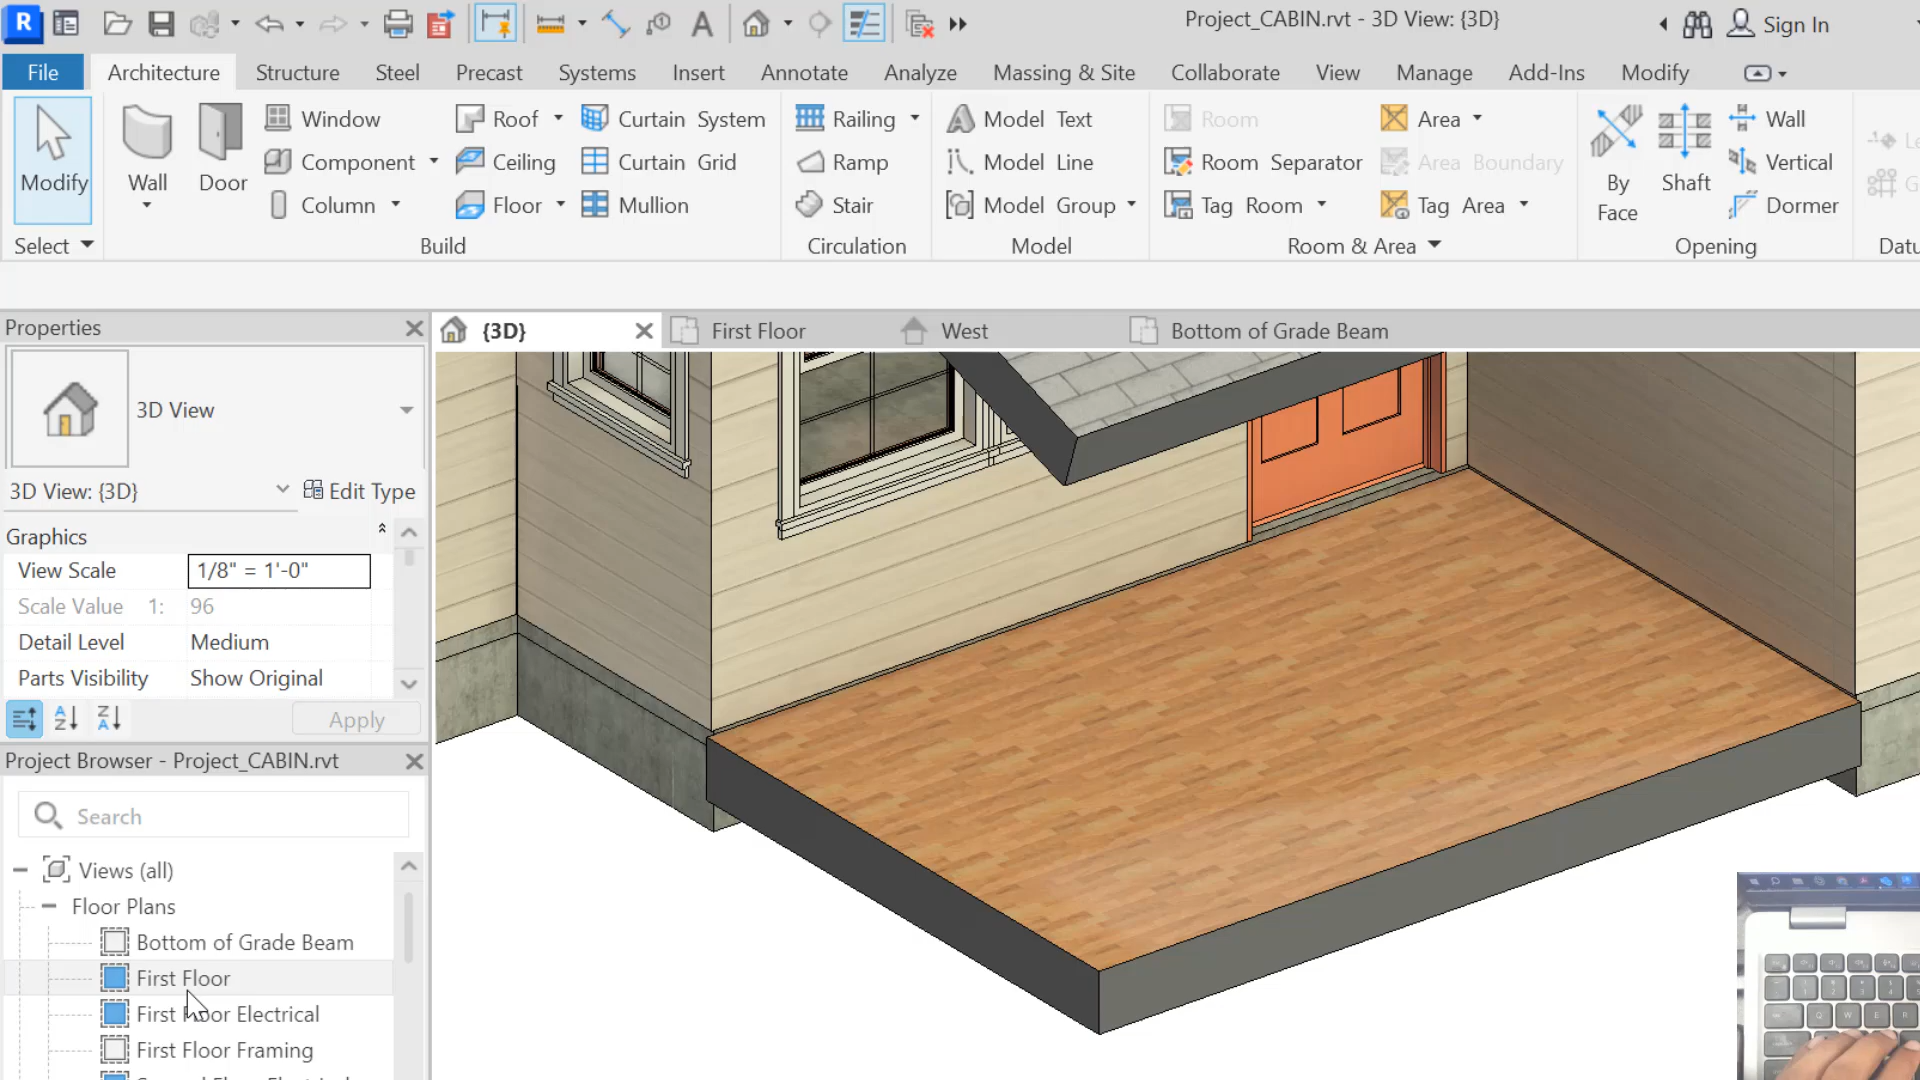 R
A
Project_CABIN.rvt - 3D View: {3D}
Sign In
File
Architecture
Structure
Steel
Precast
Systems
Insert
Annotate
Analyze
Massing & Site
Collaborate
View
Manage
Add-Ins
Modify
Modify
Select
Wall
Door
Window
Component
Column
Roof
Ceiling
Floor
Curtain System
Curtain Grid
Mullion
Build
Railing
Ramp
Stair
Circulation
Model Text
Model Line
Model Group
Model
Room
Room Separator
Tag Room
Area
Area Boundary
Tag Area
Room & Area
By
Face
Shaft
Wall
Vertical
Dormer
Opening
Properties
{3D}
First Floor
West
Bottom of Grade Beam
3D View
3D View: {3D}
Edit Type
Graphics
View Scale
1/8" = 1'-0"
Scale Value 1:
96
Detail Level
Medium
Parts Visibility
Show Original
Apply
Project Browser - Project_CABIN.rvt
Search
Views (all)
Floor Plans
Bottom of Grade Beam
First Floor
First Floor Electrical
First Floor Framing